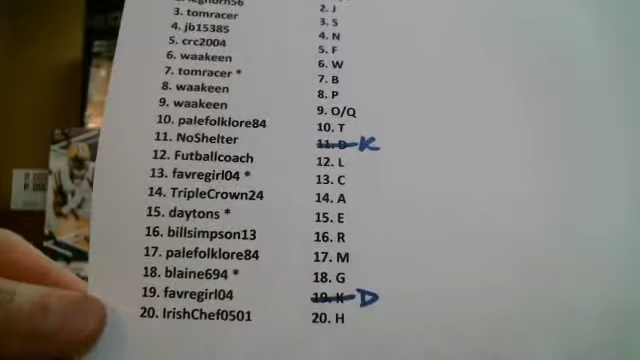 2. J
3. tomracer 3. S
4. jb15385 4. N
5. crc2004 5. F
6. waakeen 6. W
7. tomracer * 7. B
8. waakeen 8. P
9. waakeen 9. O/Q
10. palefolklore84 10. T
11. NoShelter 11. D K
12. Futballcoach 12. L
13. favregirl04 * 13. C
14. TripleCrown24 14. A
15. daytons * 15. E
16. billsimpson13 16. R
17. palefolklore84 17. M
18. blaine694 * 18. G
19. favregirl04 19. K D
20. IrishChef0501 20. H